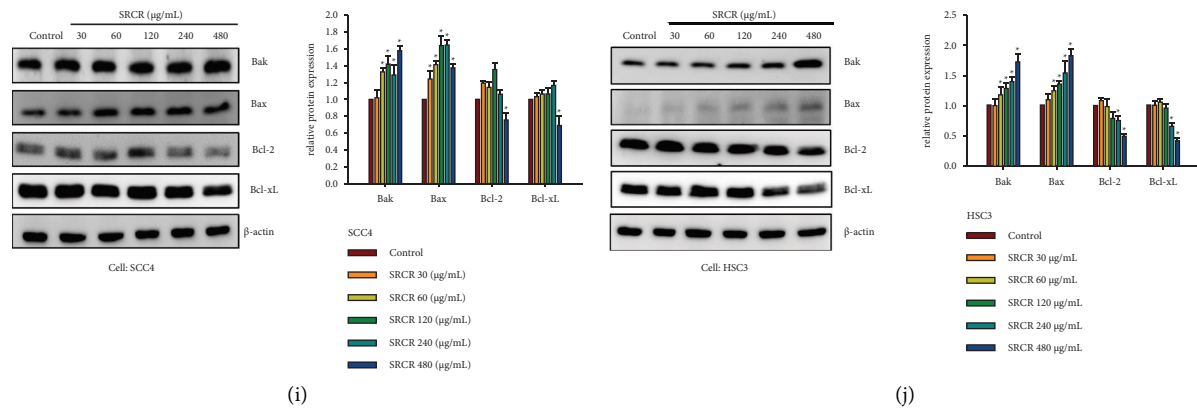 SRCR (µg/mL)
Control 30 60 120 240 480
Bak
Bax
Bcl-2
Bcl-xL
β-actin
Cell: SCC4
relative protein expression
1.8
1.6
1.4
1.2
1.0
0.8
0.6
0.4
0.2
0.0
* * * *
* * * * *
*
*
Bak Bax Bcl-2 Bcl-xL
SCC4
Control
SRCR 30 (µg/mL)
SRCR 60 (µg/mL)
SRCR 120 (µg/mL)
SRCR 240 (µg/mL)
SRCR 480 (µg/mL)
(i)
SRCR (µg/mL)
Control 30 60 120 240 480
Bak
Bax
Bcl-2
Bcl-xL
β-actin
Cell: HSC3
relative protein expression
2.5
2.0
1.5
1.0
0.5
0.0
* * * *
* * * *
* *
* *
Bak Bax Bcl-2 Bcl-xL
HSC3
Control
SRCR 30 µg/mL
SRCR 60 µg/mL
SRCR 120 µg/mL
SRCR 240 µg/mL
SRCR 480 µg/mL
(j)